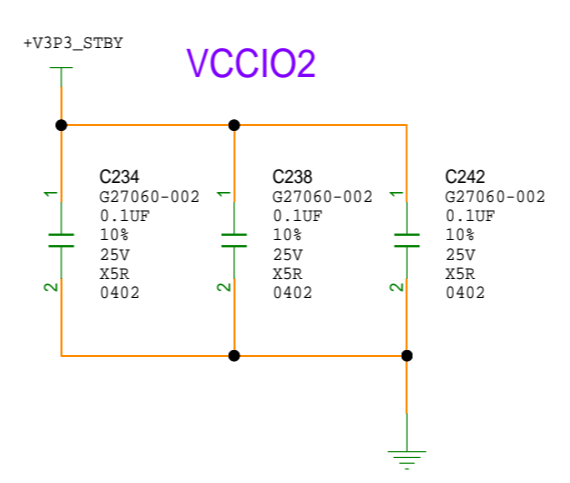 +V3P3_STBY
VCCIO2
C234
G27060-002
0.1UF
10%
25V
X5R
0402
1
2
C238
G27060-002
0.1UF
10%
25V
X5R
0402
1
2
C242
G27060-002
0.1UF
10%
25V
X5R
0402
1
2